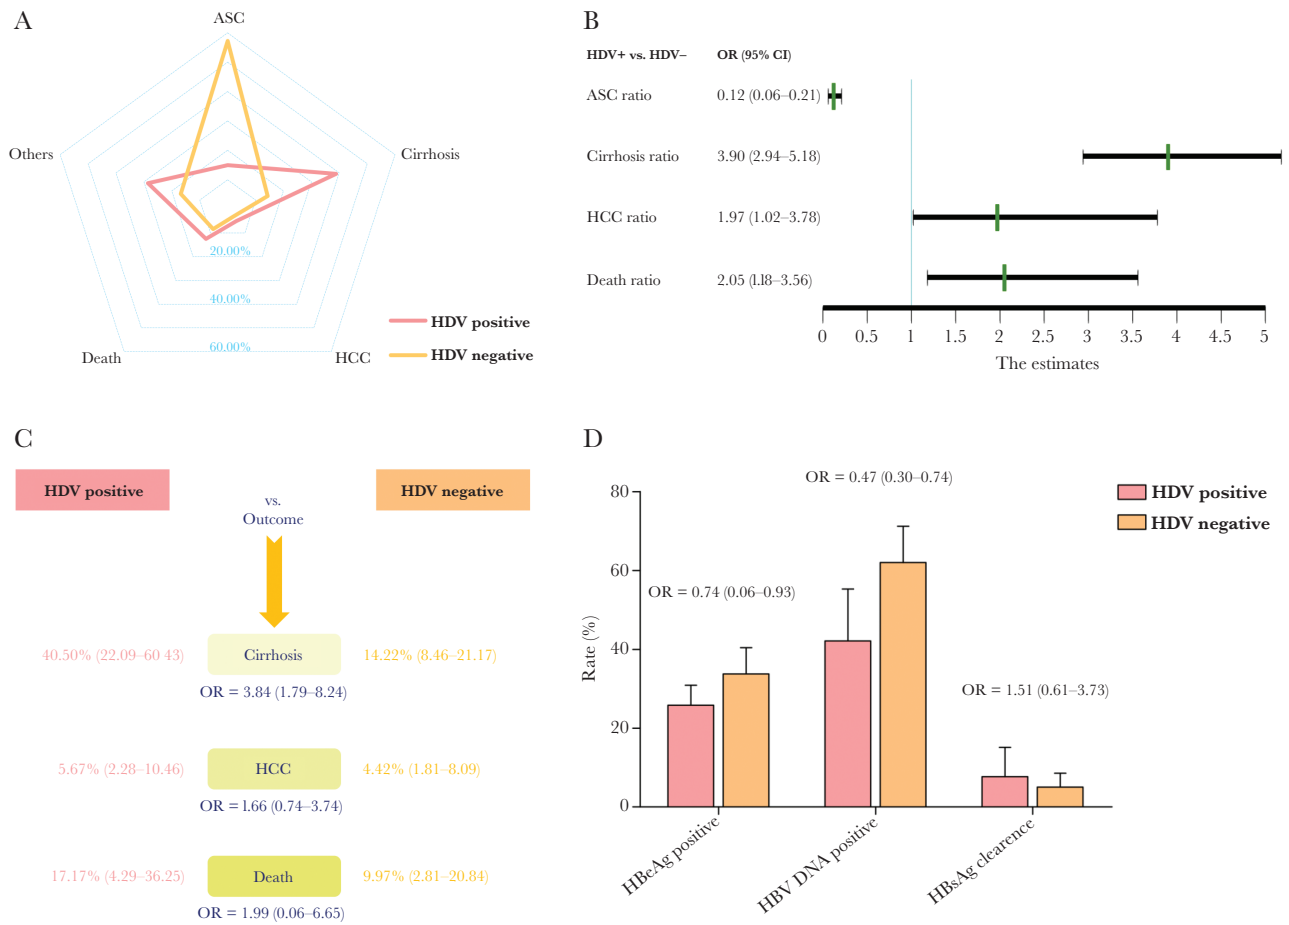 A
ASC
Others
Cirrhosis
20.00%
40.00%
60.00%
Death
HCC
HDV positive
HDV negative
B
HDV+ vs. HDV– OR (95% CI)
ASC ratio 0.12 (0.06–0.21)
Cirrhosis ratio 3.90 (2.94–5.18)
HCC ratio 1.97 (1.02–3.78)
Death ratio 2.05 (1.18–3.56)
0 0.5 1 1.5 2 2.5 3 3.5 4 4.5 5
The estimates
C
HDV positive
HDV negative
vs.
Outcome
40.50% (22.09–60 43) Cirrhosis 14.22% (8.46–21.17)
OR = 3.84 (1.79–8.24)
5.67% (2.28–10.46) HCC 4.42% (1.81–8.09)
OR = 1.66 (0.74–3.74)
17.17% (4.29–36.25) Death 9.97% (2.81–20.84)
OR = 1.99 (0.06–6.65)
D
OR = 0.47 (0.30–0.74)
HDV positive
HDV negative
OR = 0.74 (0.06–0.93)
OR = 1.51 (0.61–3.73)
Rate (%)
80
60
40
20
0
HBeAg positive
HBV DNA positive
HBsAg clearence